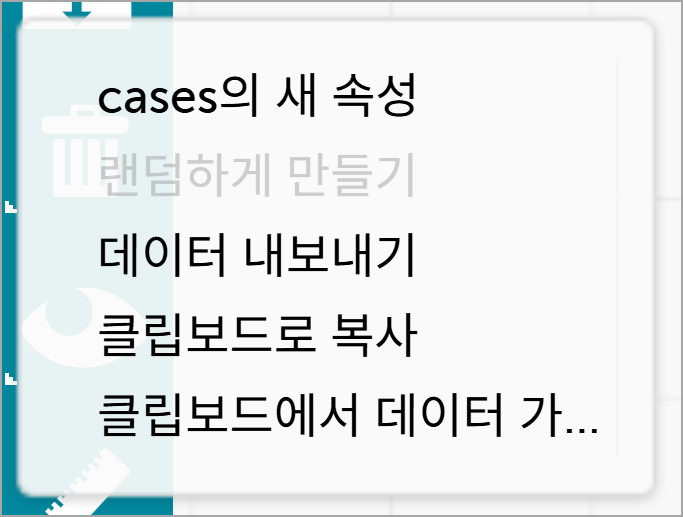 cases의 새 속성
랜덤하게 만들기
데이터 내보내기
클립보드로 복사
클립보드에서 데이터 가...